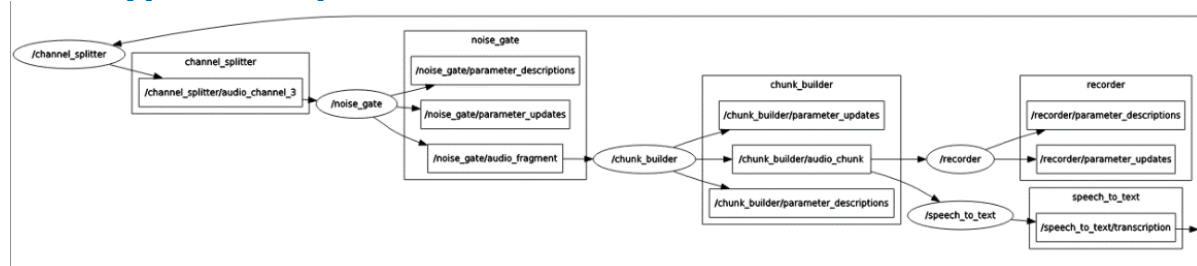 /channel_splitter
channel_splitter
/channel_splitter/audio_channel_3
/noise_gate
noise_gate
/noise_gate/parameter_descriptions
/noise_gate/parameter_updates
/noise_gate/audio_fragment
/chunk_builder
chunk_builder
/chunk_builder/parameter_updates
/chunk_builder/audio_chunk
/chunk_builder/parameter_descriptions
/recorder
recorder
/recorder/parameter_descriptions
/recorder/parameter_updates
/speech_to_text
speech_to_text
/speech_to_text/transcription